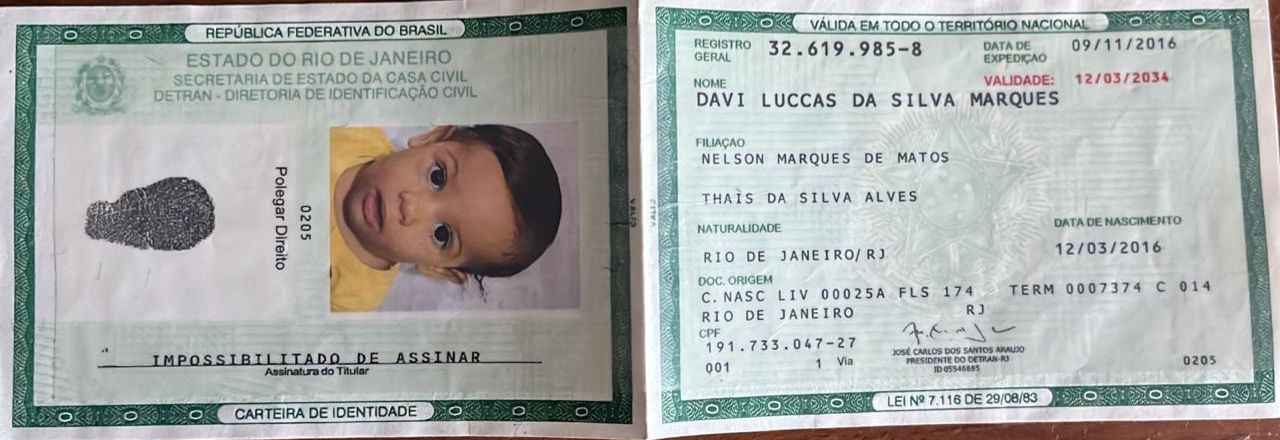 REPÚBLICA FEDERATIVA DO BRASIL
ESTADO DO RIO DE JANEIRO
SECRETARIA DE ESTADO DA CASA CIVIL
DETRAN - DIRETORIA DE IDENTIFICAÇÃO CIVIL
0205
Polegar Direito
IMPOSSIBILITADO DE ASSINAR
Assinatura do Titular
CARTEIRA DE IDENTIDADE
VÁLIDA EM TODO O TERRITÓRIO NACIONAL
REGISTRO GERAL 32.619.985-8 DATA DE EXPEDIÇÃO 09/11/2016
VALIDADE: 12/03/2034
NOME
DAVI LUCCAS DA SILVA MARQUES
FILIAÇÃO
NELSON MARQUES DE MATOS
THAÍS DA SILVA ALVES
NATURALIDADE DATA DE NASCIMENTO
RIO DE JANEIRO/RJ 12/03/2016
DOC. ORIGEM
C. NASC LIV 00025A FLS 174 TERM 0007374 C 014
RIO DE JANEIRO RJ
CPF
191.733.047-27
001 1 Via
JOSÉ CARLOS DOS SANTOS ARAUJO
PRESIDENTE DO DETRAN-RJ
ID 05546885
0205
LEI Nº 7.116 DE 29/08/83